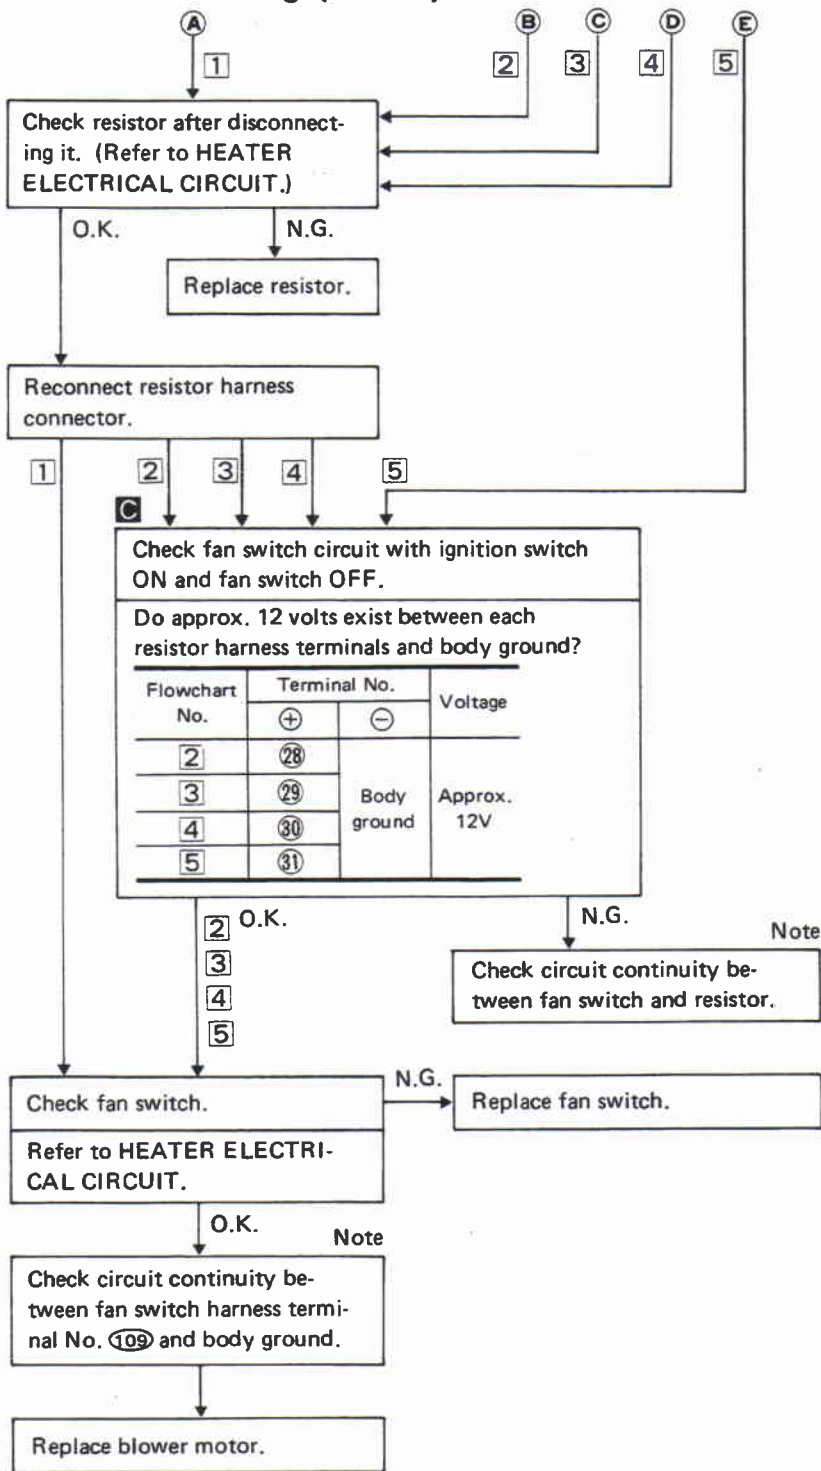 Ⓐ Ⓑ Ⓒ Ⓓ Ⓔ
1 2 3 4 5
Check resistor after disconnect-
ing it. (Refer to HEATER
ELECTRICAL CIRCUIT.)
O.K. N.G.
Replace resistor.
Reconnect resistor harness
connector.
1 2 3 4 5
C
Check fan switch circuit with ignition switch
ON and fan switch OFF.
Do approx. 12 volts exist between each
resistor harness terminals and body ground?
Flowchart No. Terminal No. Voltage
⊕ ⊖
2 ㉘ Body ground Approx. 12V
3 ㉙
4 ㉚
5 ㉛
2 O.K. N.G.
3
4
5
Note
Check circuit continuity be-
tween fan switch and resistor.
Check fan switch. N.G. Replace fan switch.
Refer to HEATER ELECTRI-
CAL CIRCUIT.
O.K. Note
Check circuit continuity be-
tween fan switch harness termi-
nal No. (109) and body ground.
Replace blower motor.